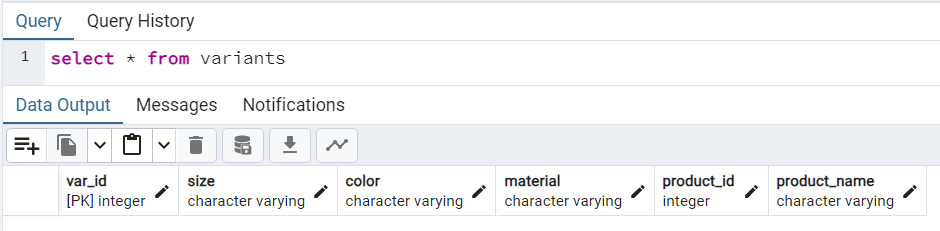 Query Query History
1 select * from variants
Data Output Messages Notifications
var_id size color material product_id product_name
[PK] integer character varying character varying character varying integer character varying